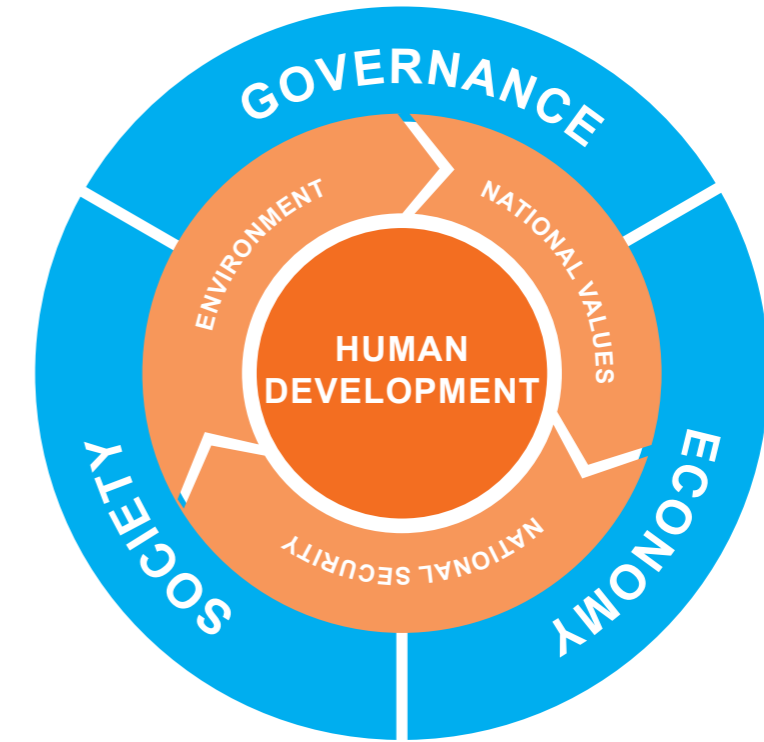 GOVERNANCE
ENVIRONMENT
NATIONAL VALUES
HUMAN
DEVELOPMENT
NATIONAL SECURITY
SOCIETY
ECONOMY